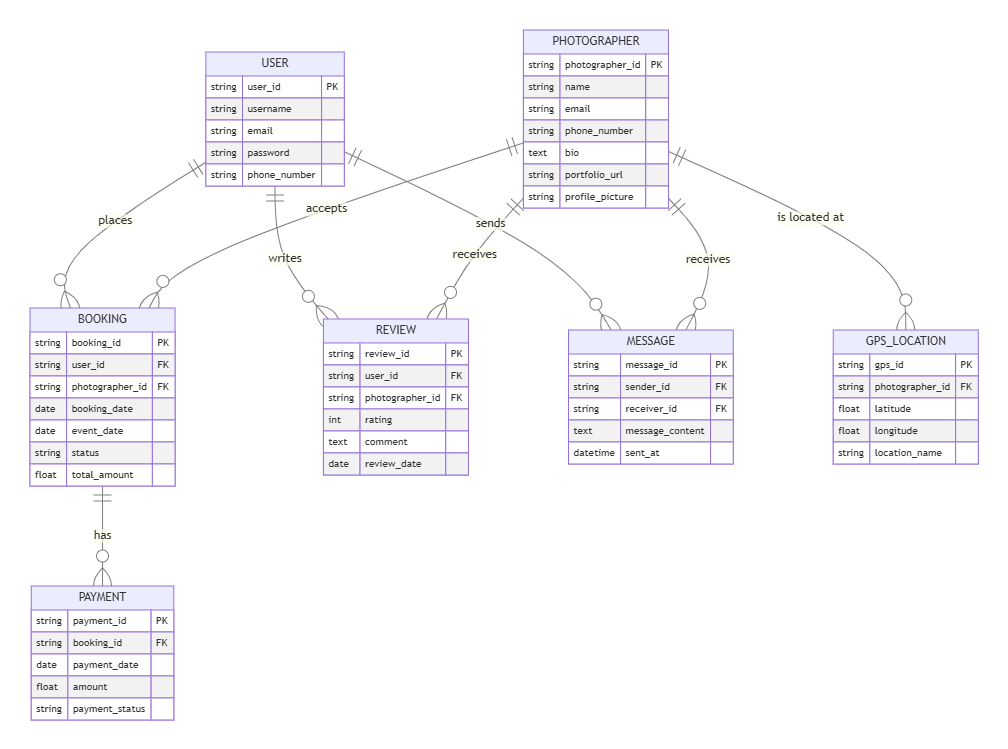 USER
string user_id PK
string username
string email
string password
string phone_number
PHOTOGRAPHER
string photographer_id PK
string name
string email
string phone_number
text bio
string portfolio_url
string profile_picture
places
accepts
writes
sends
receives
receives
is located at
BOOKING
string booking_id PK
string user_id FK
string photographer_id FK
date booking_date
date event_date
string status
float total_amount
REVIEW
string review_id PK
string user_id FK
string photographer_id FK
int rating
text comment
date review_date
MESSAGE
string message_id PK
string sender_id FK
string receiver_id FK
text message_content
datetime sent_at
GPS_LOCATION
string gps_id PK
string photographer_id FK
float latitude
float longitude
string location_name
has
PAYMENT
string payment_id PK
string booking_id FK
date payment_date
float amount
string payment_status